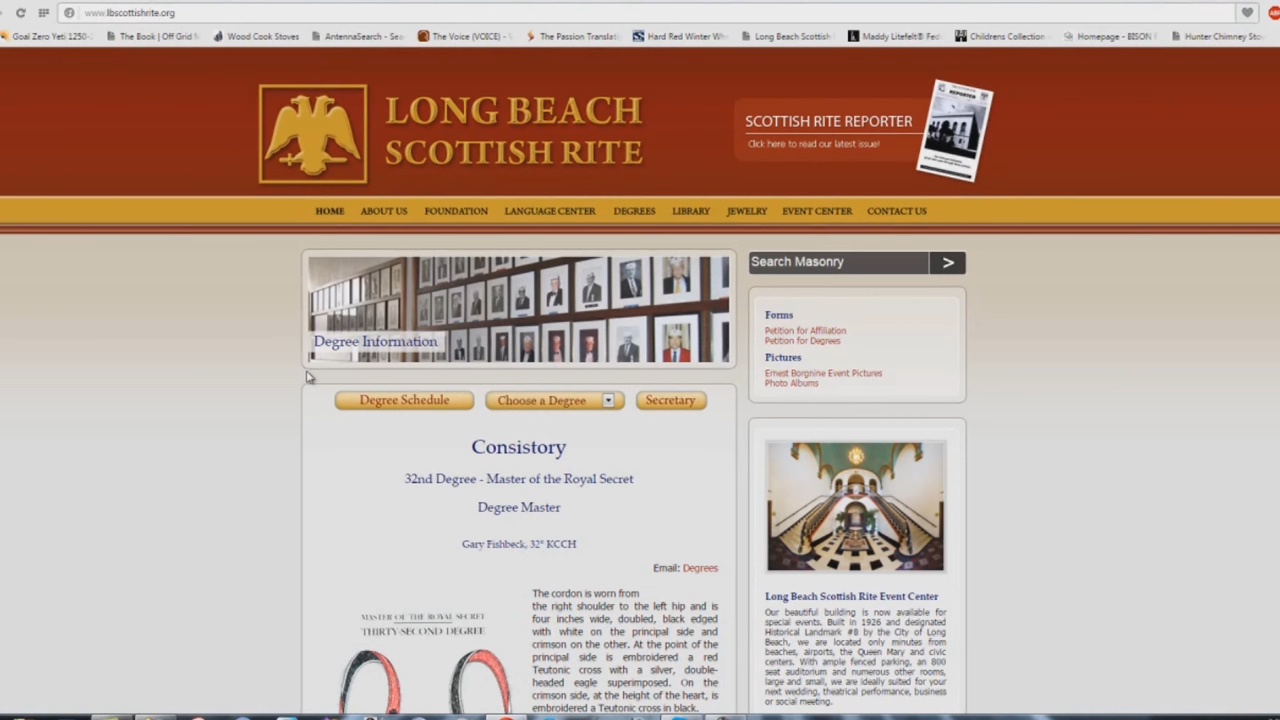 www.lbscottishrite.org
Goal Zero Yeti 1250-
The Book | Off Grid
Wood Cook Stoves
AntennaSearch - Sea
The Voice (VOICE) -
The Passion Translati
Hard Red Winter Wh
Long Beach Scottish
Maddy Litefelt® Fed
Childrens Collection
Homepage - BISON
Hunter Chimney Sto
LONG BEACH
SCOTTISH RITE
SCOTTISH RITE REPORTER
Click here to read our latest issue!
REPORTER
HOME ABOUT US FOUNDATION LANGUAGE CENTER DEGREES LIBRARY JEWELRY EVENT CENTER CONTACT US
Degree Information
Degree Schedule
Choose a Degree
Secretary
Consistory
32nd Degree - Master of the Royal Secret
Degree Master
Gary Fishbeck, 32° KCCH
Email: Degrees
MASTER OF THE ROYAL SECRET
THIRTY-SECOND DEGREE
The cordon is worn from
the right shoulder to the left hip and is
four inches wide, doubled, black edged
with white on the principal side and
crimson on the other. At the point of the
principal side is embroidered a red
Teutonic cross with a silver, double-
headed eagle superimposed. On the
crimson side, at the height of the heart, is
embroidered a Teutonic cross in black.
Search Masonry >
Forms
Petition for Affiliation
Petition for Degrees
Pictures
Ernest Borgnine Event Pictures
Photo Albums
Long Beach Scottish Rite Event Center
Our beautiful building is now available for
special events. Built in 1926 and designated
Historical Landmark #8 by the City of Long
Beach, we are located only minutes from
beaches, airports, the Queen Mary and civic
centers. With ample fenced parking, an 800
seat auditorium and numerous other rooms,
large and small, we are ideally suited for your
next wedding, theatrical performance, business
or social meeting.